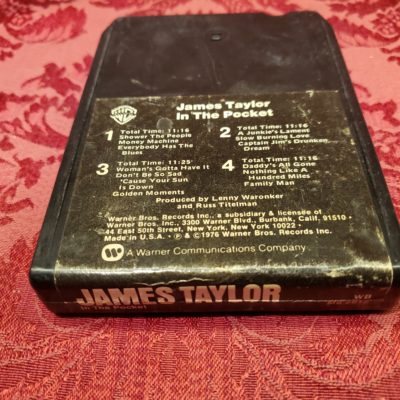 James Taylor
In The Pocket
1 Total Time: 11:16
Shower The People
Money Machine
Everybody Has The
Blues
2 Total Time: 11:16
A Junkie's Lament
Slow Burning Love
Captain Jim's Drunken
Dream
3 Total Time: 11:25
Woman's Gotta Have It
Don't Be So Sad
'Cause Your Sun
Is Down
Golden Moments
4 Total Time: 11:16
Daddy's All Gone
Nothing Like A
Hundred Miles
Family Man
Produced by Lenny Waronker
and Russ Titelman
Warner Bros. Records Inc., a subsidiary & licensee of
Warner Bros. Inc., 3300 Warner Blvd., Burbank, Calif. 91510 •
44 East 50th Street, New York, New York 10022 •
Made in U.S.A. • ℗ © 1976 Warner Bros. Records Inc.
A Warner Communications Company
JAMES TAYLOR
In The Pocket
WB